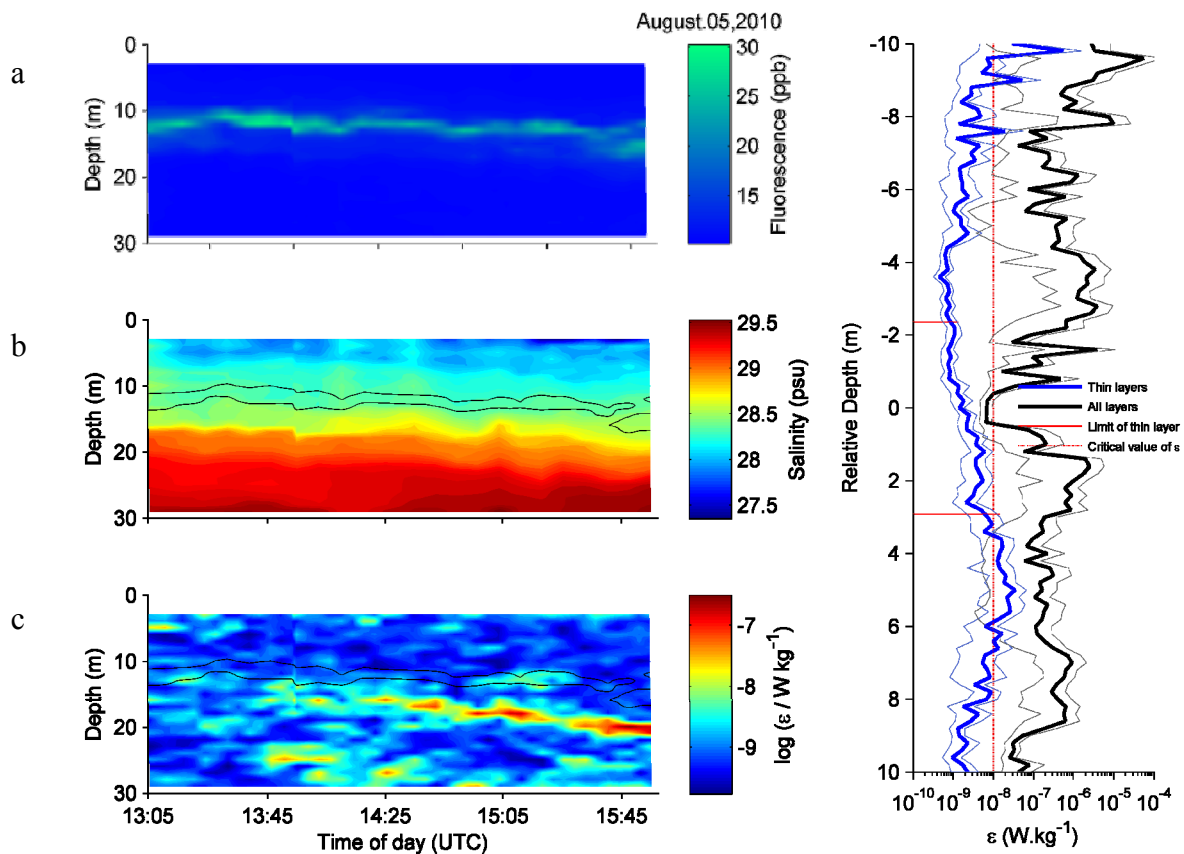 August.05,2010
a
0
10
20
30
Depth (m)
30
25
20
15
Fluorescence (ppb)
b
0
10
20
30
Depth (m)
29.5
29
28.5
28
27.5
Salinity (psu)
c
0
10
20
30
Depth (m)
13:05
13:45
14:25
15:05
15:45
Time of day (UTC)
-7
-8
-9
log (ε / W kg⁻¹)
-10
-8
-6
-4
-2
0
2
4
6
8
10
Relative Depth (m)
Thin layers
All layers
Limit of thin layer
Critical value of ε
10⁻¹⁰
10⁻⁹
10⁻⁸
10⁻⁷
10⁻⁶
10⁻⁵
10⁻⁴
ε (W.kg⁻¹)